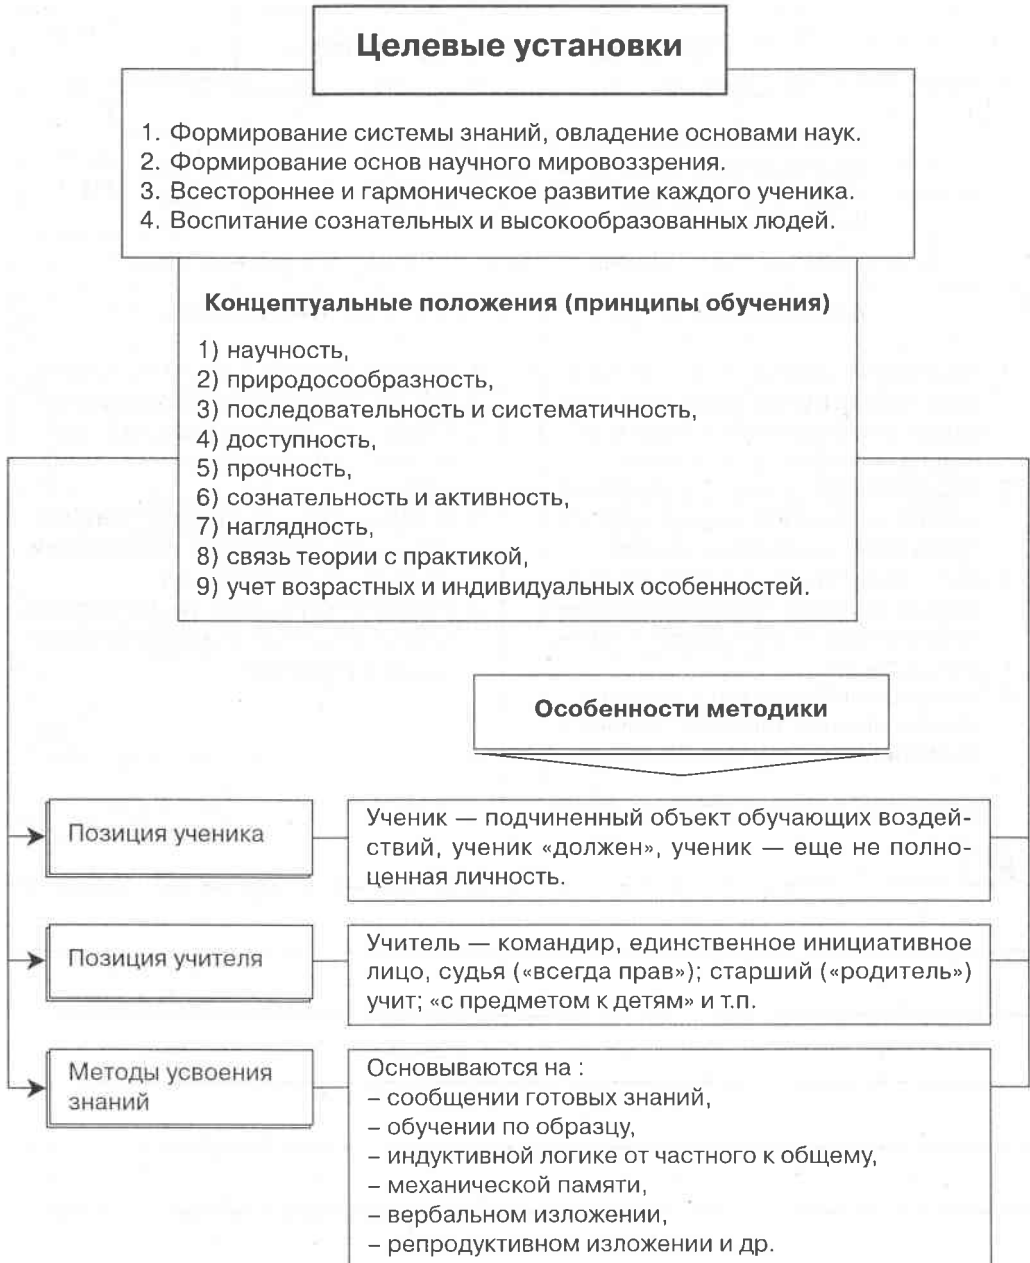 Целевые установки
1. Формирование системы знаний, овладение основами наук.
2. Формирование основ научного мировоззрения.
3. Всестороннее и гармоническое развитие каждого ученика.
4. Воспитание сознательных и высокообразованных людей.
Концептуальные положения (принципы обучения)
1) научность,
2) природосообразность,
3) последовательность и систематичность,
4) доступность,
5) прочность,
6) сознательность и активность,
7) наглядность,
8) связь теории с практикой,
9) учет возрастных и индивидуальных особенностей.
Особенности методики
Позиция ученика
Ученик — подчиненный объект обучающих воздей-
ствий, ученик «должен», ученик — еще не полно-
ценная личность.
Позиция учителя
Учитель — командир, единственное инициативное
лицо, судья («всегда прав»); старший («родитель»)
учит; «с предметом к детям» и т.п.
Методы усвоения
знаний
Основываются на :
– сообщении готовых знаний,
– обучении по образцу,
– индуктивной логике от частного к общему,
– механической памяти,
– вербальном изложении,
– репродуктивном изложении и др.